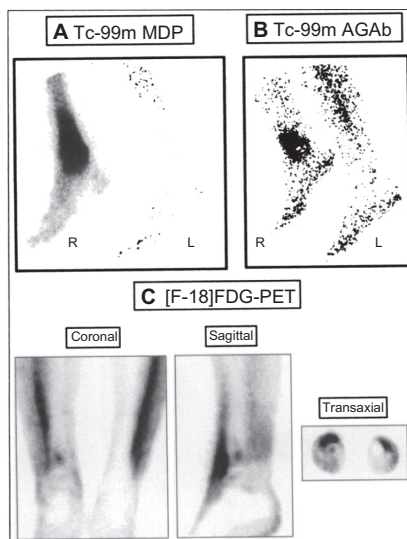 A Tc-99m MDP
B Tc-99m AGAb
R
L
R
L
C [F-18]FDG-PET
Coronal
Sagittal
Transaxial